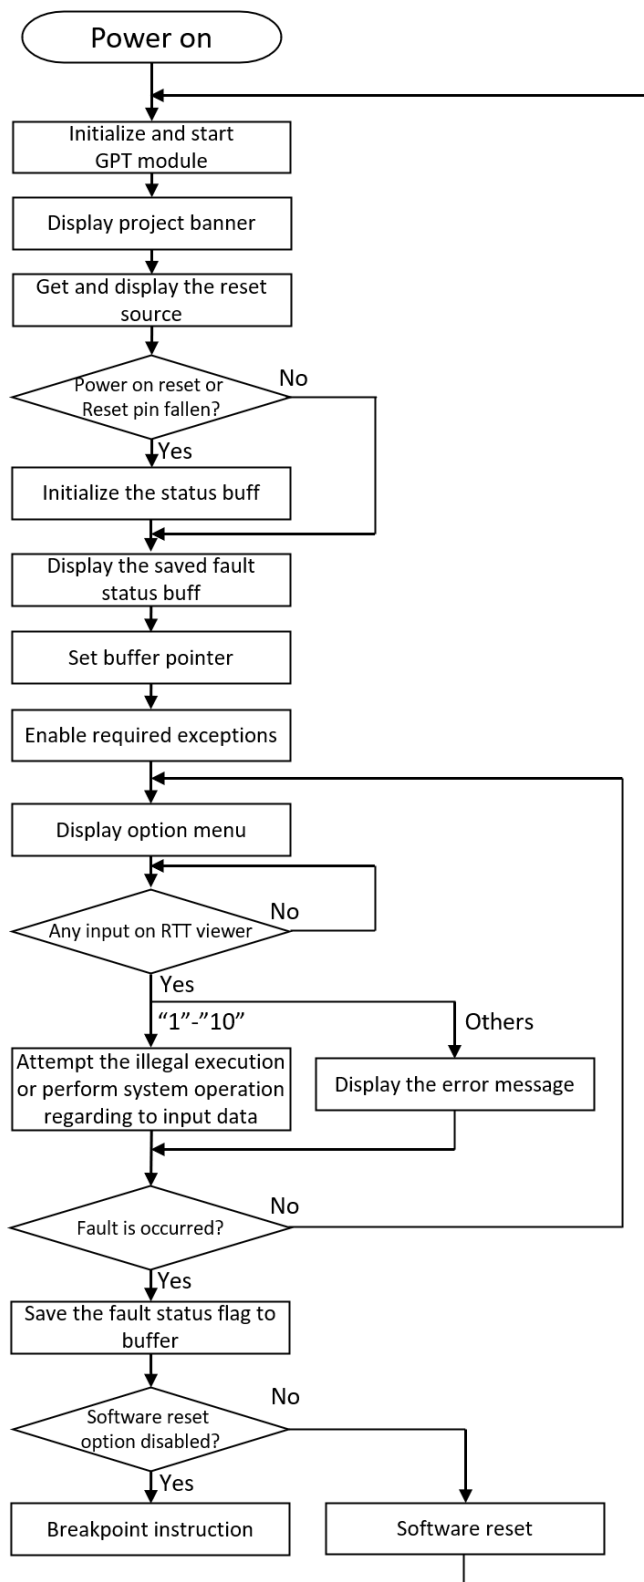 Power on
Initialize and start
GPT module
Display project banner
Get and display the reset
source
Power on reset or
Reset pin fallen?
No
Yes
Initialize the status buff
Display the saved fault
status buff
Set buffer pointer
Enable required exceptions
Display option menu
Any input on RTT viewer
No
Yes
“1”-”10”
Others
Attempt the illegal execution
or perform system operation
regarding to input data
Display the error message
Fault is occurred?
No
Yes
Save the fault status flag to
buffer
Software reset
option disabled?
No
Yes
Breakpoint instruction
Software reset